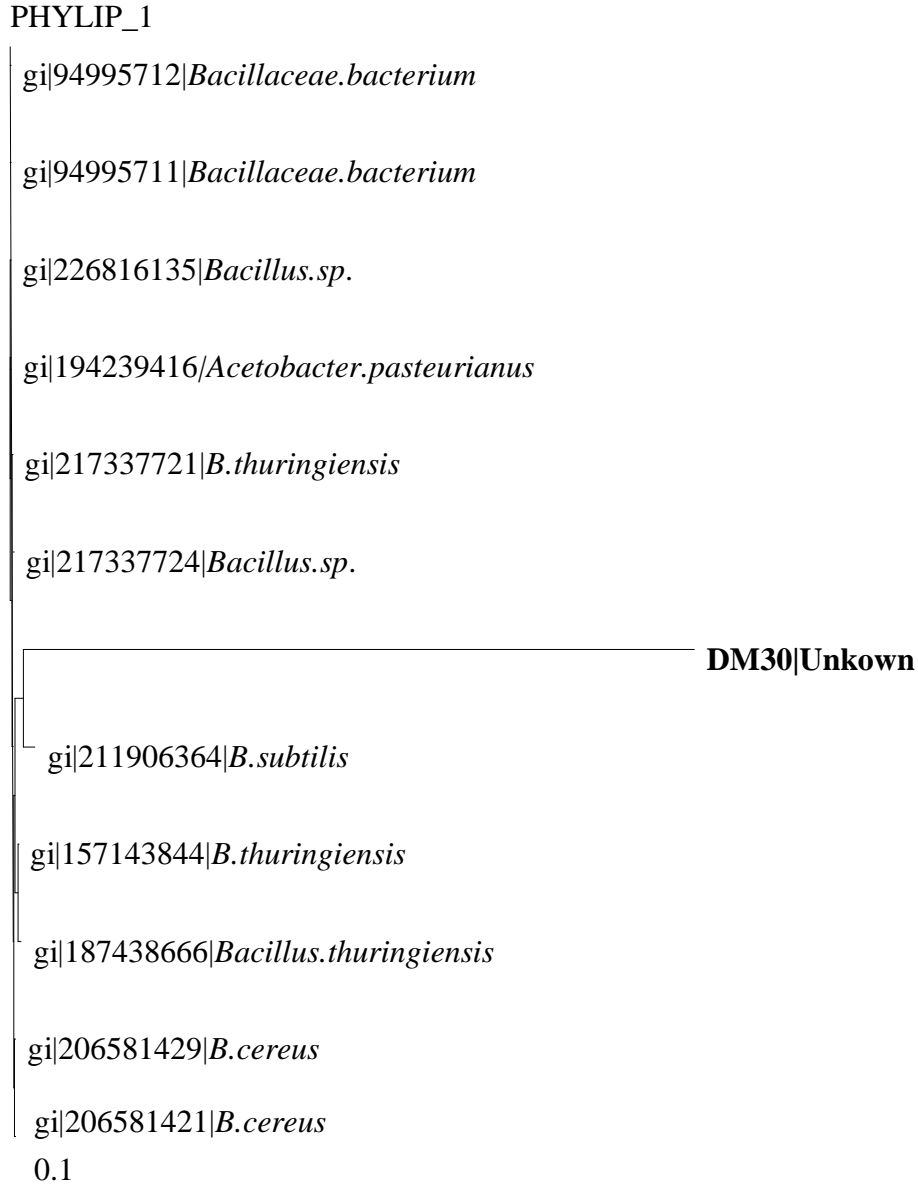 PHYLIP_1
gi|94995712|Bacillaceae.bacterium
gi|94995711|Bacillaceae.bacterium
gi|226816135|Bacillus.sp.
gi|194239416/Acetobacter.pasteurianus
gi|217337721|B.thuringiensis
gi|217337724|Bacillus.sp.
DM30|Unkown
gi|211906364|B.subtilis
gi|157143844|B.thuringiensis
gi|187438666|Bacillus.thuringiensis
gi|206581429|B.cereus
gi|206581421|B.cereus
0.1